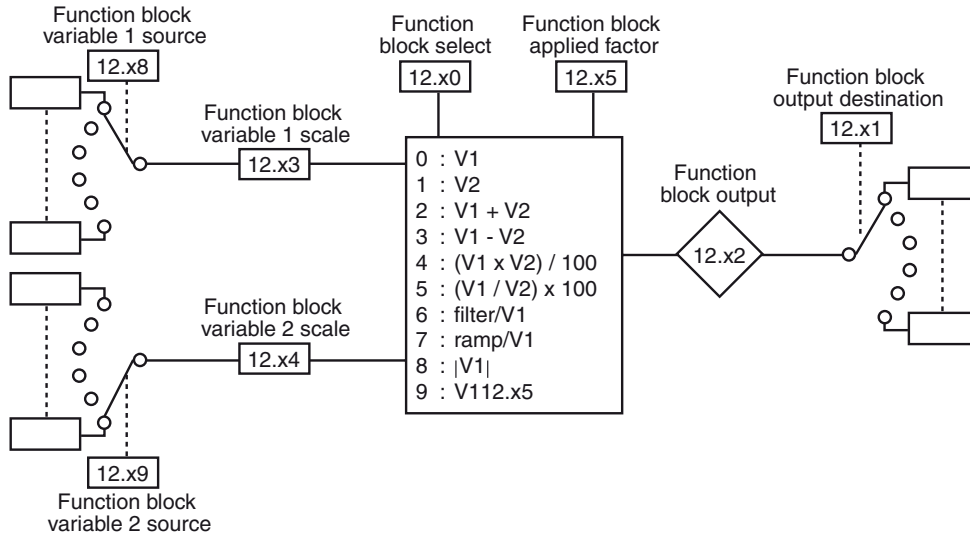 Function block
variable 1 source
12.x8
Function block
variable 1 scale
12.x3
Function
block select
12.x0
Function block
applied factor
12.x5
0 : V1
1 : V2
2 : V1 + V2
3 : V1 - V2
4 : (V1 x V2) / 100
5 : (V1 / V2) x 100
6 : filter/V1
7 : ramp/V1
8 : |V1|
9 : V112.x5
Function
block output
12.x2
Function block
output destination
12.x1
Function block
variable 2 scale
12.x4
12.x9
Function block
variable 2 source